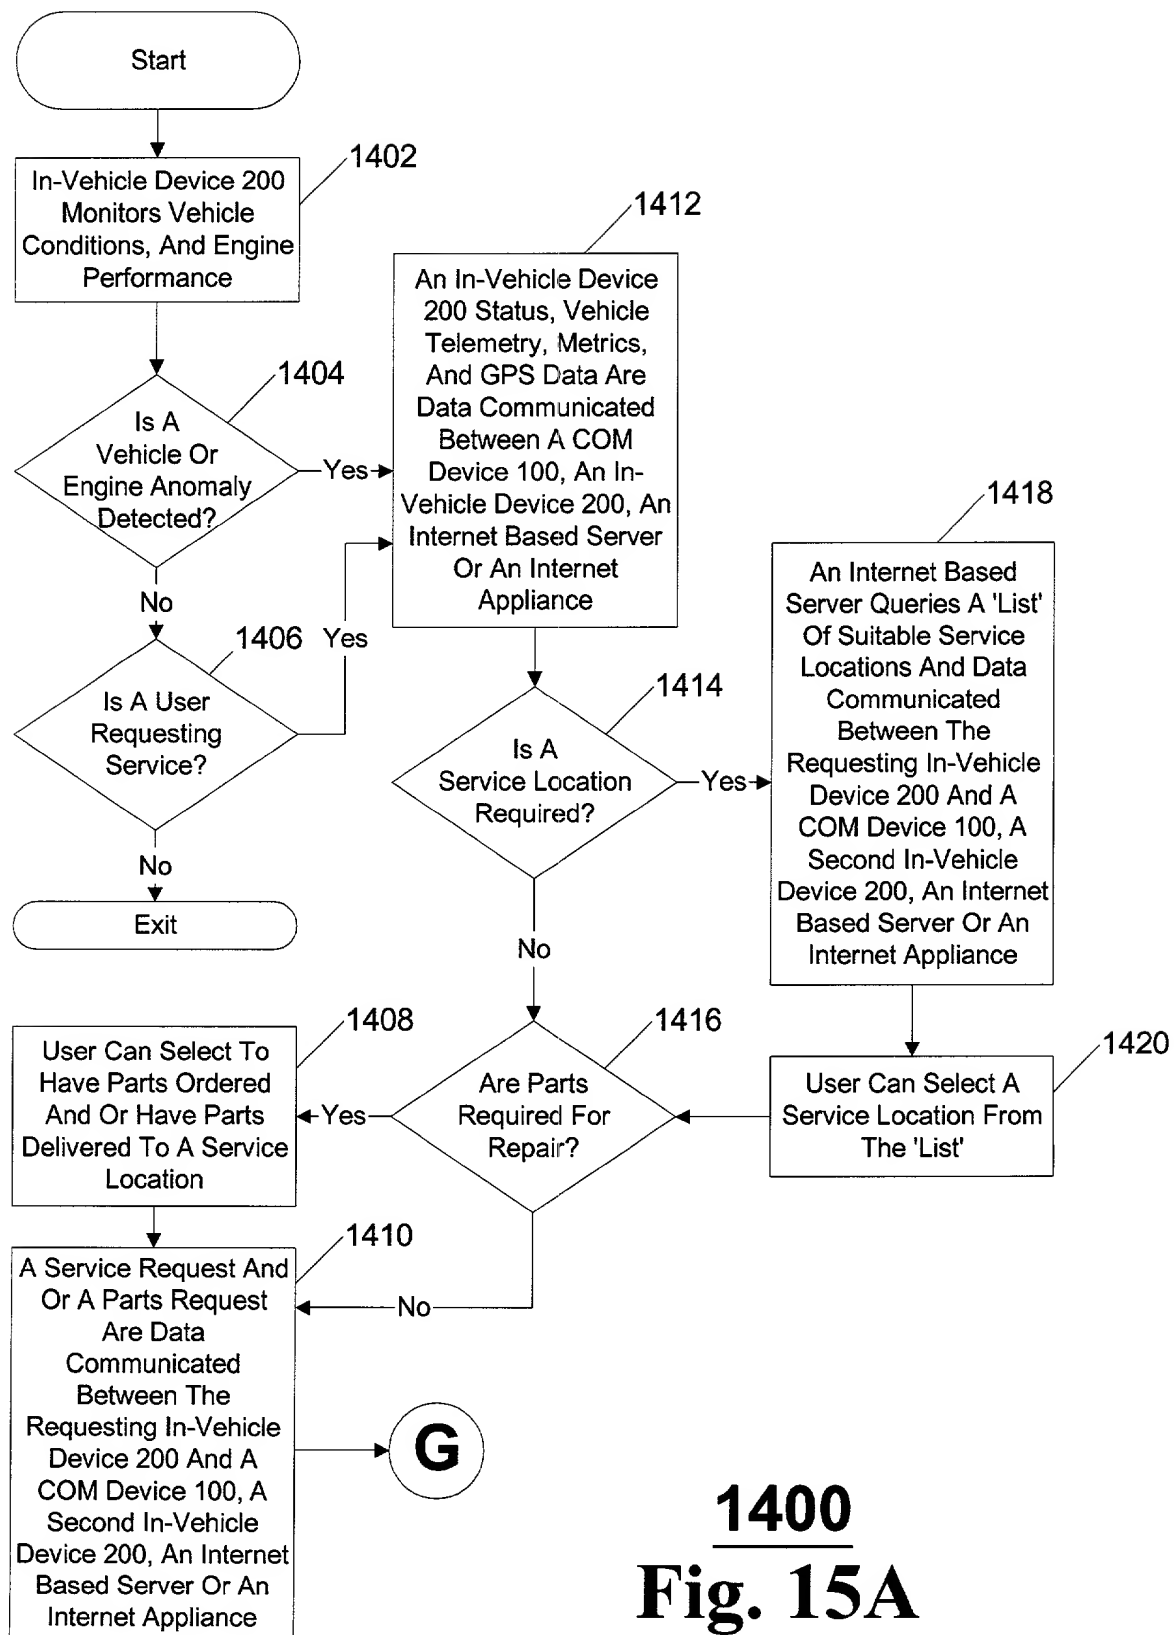 Start
1402
In-Vehicle Device 200
Monitors Vehicle
Conditions, And Engine
Performance
1404
Is A
Vehicle Or
Engine Anomaly
Detected?
Yes
No
1406
Is A User
Requesting
Service?
Yes
No
Exit
1412
An In-Vehicle Device
200 Status, Vehicle
Telemetry, Metrics,
And GPS Data Are
Data Communicated
Between A COM
Device 100, An In-
Vehicle Device 200, An
Internet Based Server
Or An Internet
Appliance
1414
Is A
Service Location
Required?
Yes
No
1418
An Internet Based
Server Queries A 'List'
Of Suitable Service
Locations And Data
Communicated
Between The
Requesting In-Vehicle
Device 200 And A
COM Device 100, A
Second In-Vehicle
Device 200, An Internet
Based Server Or An
Internet Appliance
1420
User Can Select A
Service Location From
The 'List'
1416
Are Parts
Required For
Repair?
Yes
No
1408
User Can Select To
Have Parts Ordered
And Or Have Parts
Delivered To A Service
Location
1410
A Service Request And
Or A Parts Request
Are Data
Communicated
Between The
Requesting In-Vehicle
Device 200 And A
COM Device 100, A
Second In-Vehicle
Device 200, An Internet
Based Server Or An
Internet Appliance
G
1400
Fig. 15A